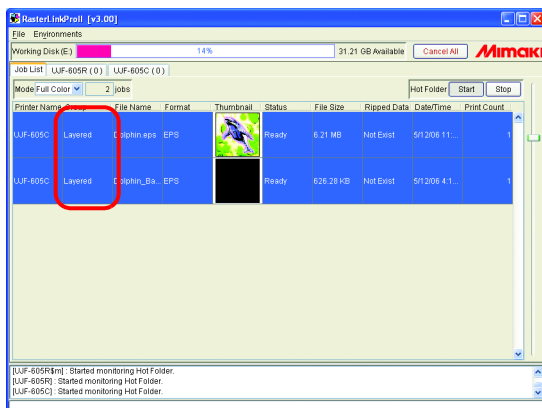 RasterLinkProII [v3.00]
File Environments
Working Disk(E:) 14% 31.21 GB Available Cancel All Mimaki
Job List UJF-605R ( 0 ) UJF-605C ( 0 )
Mode Full Color 2 jobs Hot Folder Start Stop
Printer Name Group File Name Format Thumbnail Status File Size Ripped Data Date/Time Print Count
UJF-605C Layered Dolphin.eps EPS Ready 6.21 MB Not Exist 5/12/06 11:... 1
UJF-605C Layered Dolphin_Ba... EPS Ready 626.28 KB Not Exist 5/12/06 4:1... 1
[UJF-605R$m] : Started monitoring Hot Folder.
[UJF-605R] : Started monitoring Hot Folder.
[UJF-605C] : Started monitoring Hot Folder.